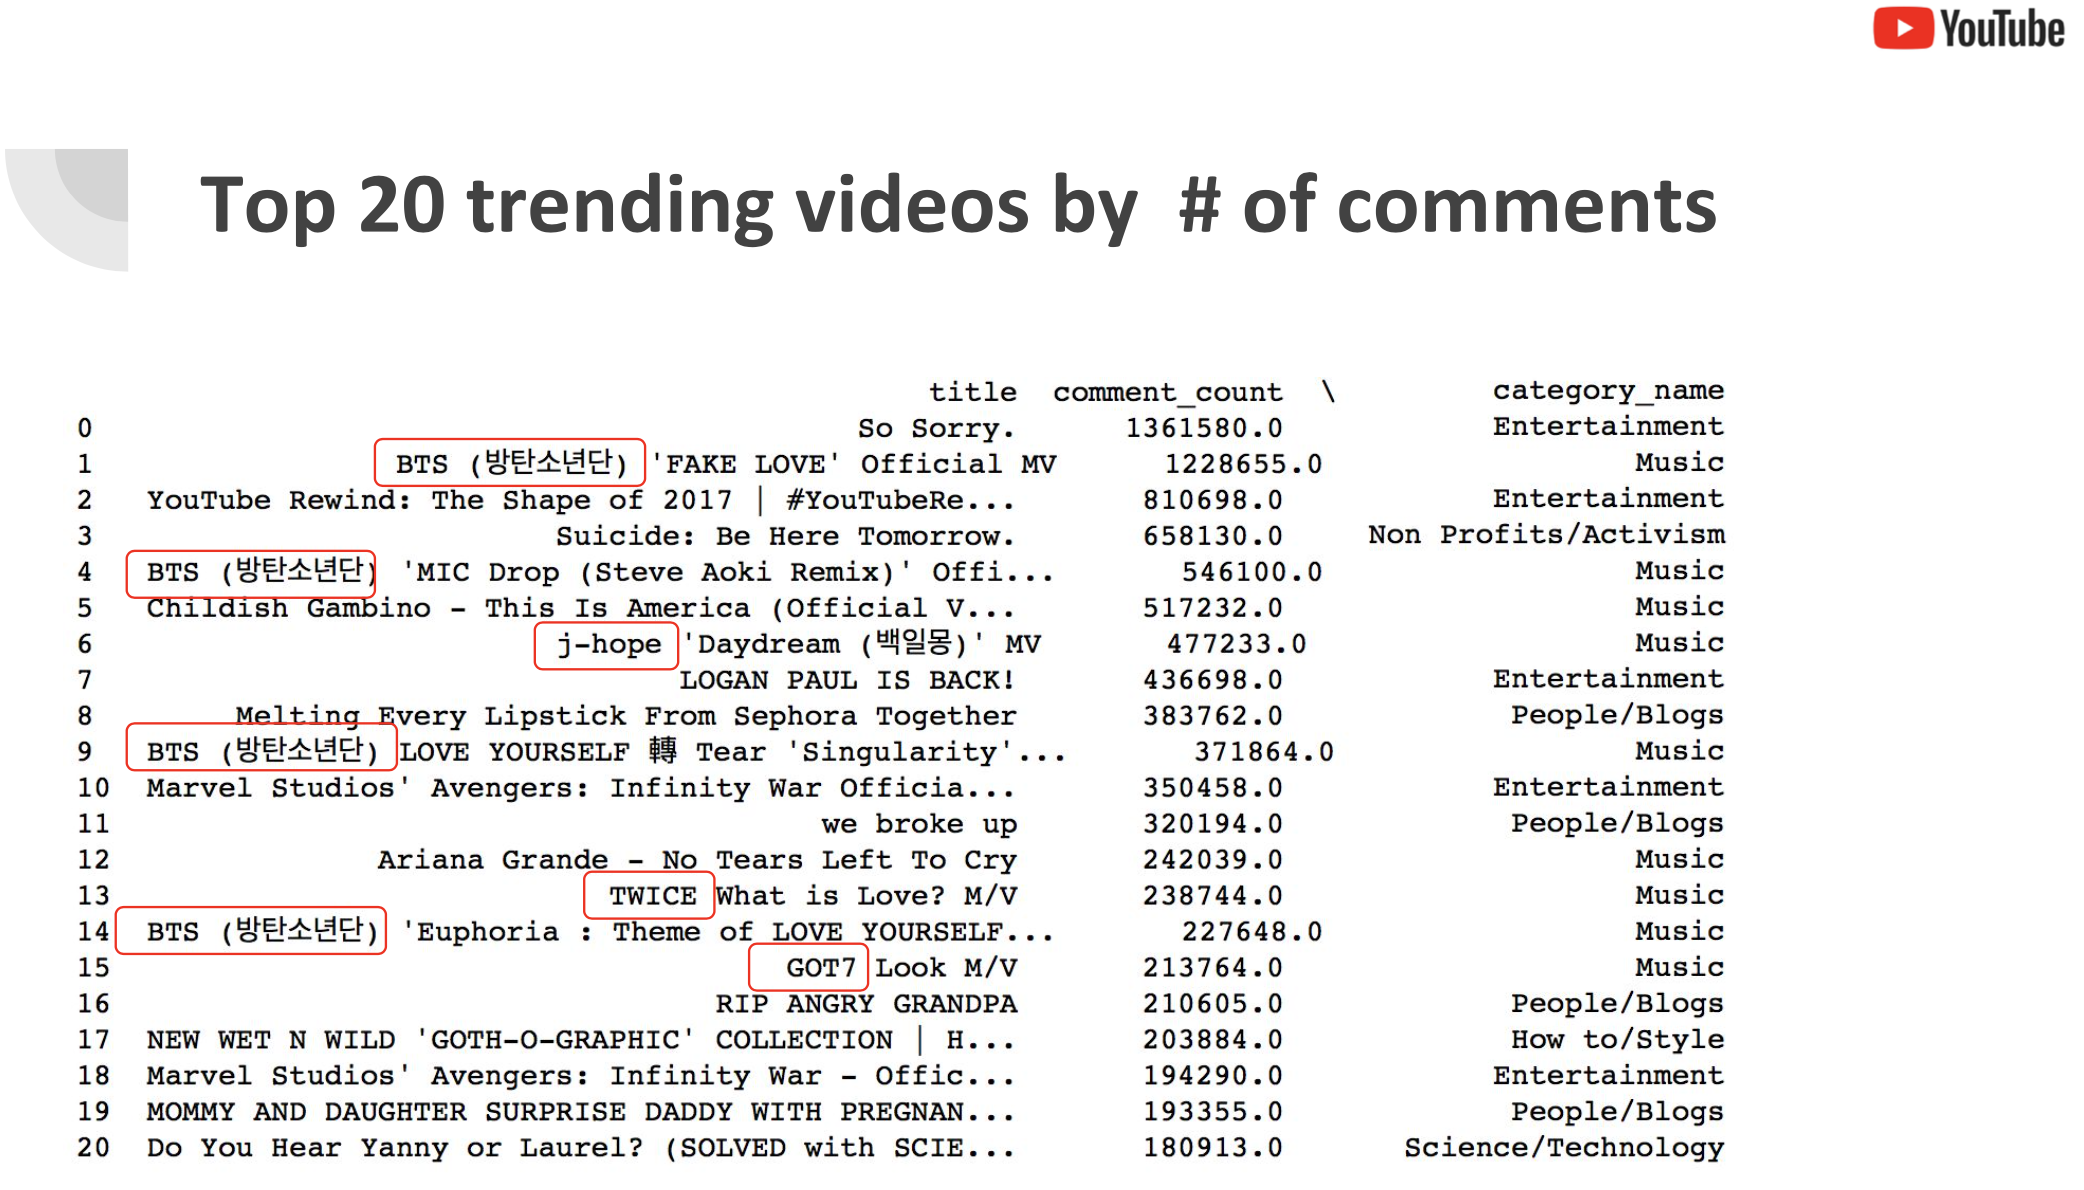 YouTube
Top 20 trending videos by # of comments
title comment_count \ category_name
0 So Sorry. 1361580.0 Entertainment
1 BTS (방탄소년단) 'FAKE LOVE' Official MV 1228655.0 Music
2 YouTube Rewind: The Shape of 2017 | #YouTubeRe... 810698.0 Entertainment
3 Suicide: Be Here Tomorrow. 658130.0 Non Profits/Activism
4 BTS (방탄소년단) 'MIC Drop (Steve Aoki Remix)' Offi... 546100.0 Music
5 Childish Gambino - This Is America (Official V... 517232.0 Music
6 j-hope 'Daydream (백일몽)' MV 477233.0 Music
7 LOGAN PAUL IS BACK! 436698.0 Entertainment
8 Melting Every Lipstick From Sephora Together 383762.0 People/Blogs
9 BTS (방탄소년단) LOVE YOURSELF 轉 Tear 'Singularity'... 371864.0 Music
10 Marvel Studios' Avengers: Infinity War Officia... 350458.0 Entertainment
11 we broke up 320194.0 People/Blogs
12 Ariana Grande - No Tears Left To Cry 242039.0 Music
13 TWICE What is Love? M/V 238744.0 Music
14 BTS (방탄소년단) 'Euphoria : Theme of LOVE YOURSELF... 227648.0 Music
15 GOT7 Look M/V 213764.0 Music
16 RIP ANGRY GRANDPA 210605.0 People/Blogs
17 NEW WET N WILD 'GOTH-O-GRAPHIC' COLLECTION | H... 203884.0 How to/Style
18 Marvel Studios' Avengers: Infinity War - Offic... 194290.0 Entertainment
19 MOMMY AND DAUGHTER SURPRISE DADDY WITH PREGNAN... 193355.0 People/Blogs
20 Do You Hear Yanny or Laurel? (SOLVED with SCIE... 180913.0 Science/Technology